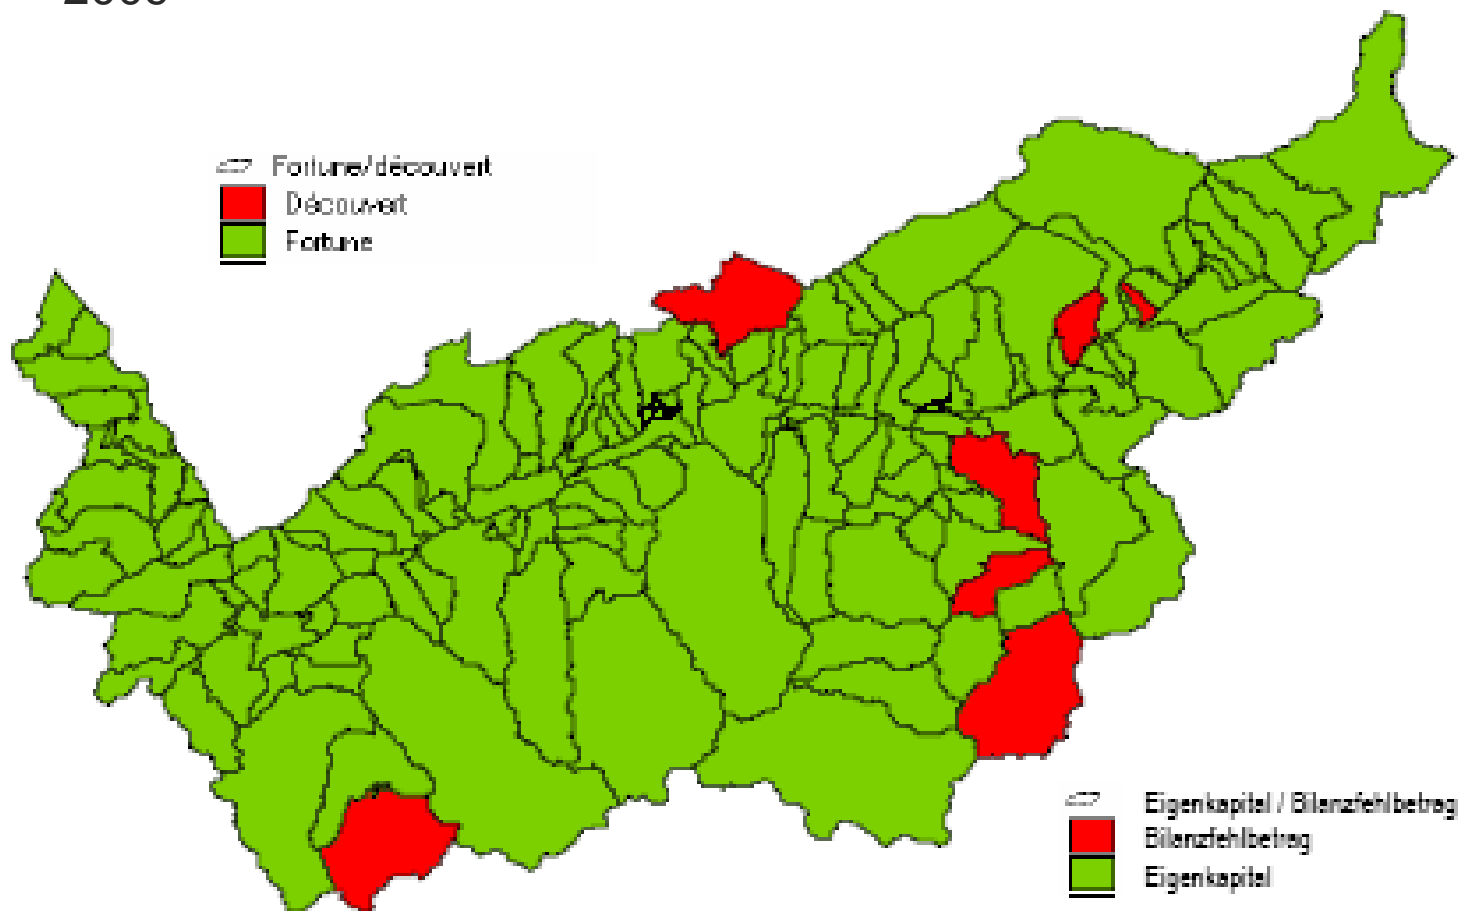 Fortune/découvert
Découvert
Fortune
Eigenkapital / Bilanzfehlbetrag
Bilanzfehlbetrag
Eigenkapital